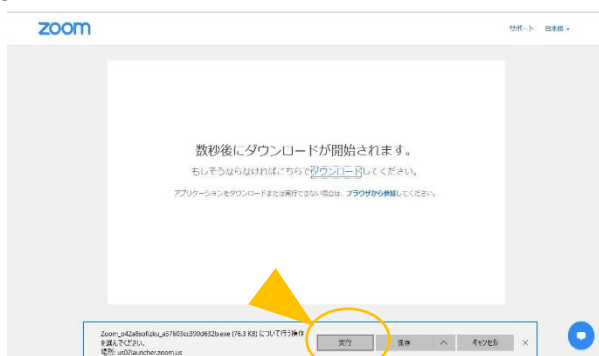 zoom
サポート 日本語
数秒後にダウンロードが開始されます。
もしそうならなければこちらでダウンロードしてください。
アプリケーションをダウンロードまたは実行できない場合は、ブラウザから参加してください。
について行う操作
を選んでください。
場所: us02launcher.zoom.us
実行 保存 キャンセル ×